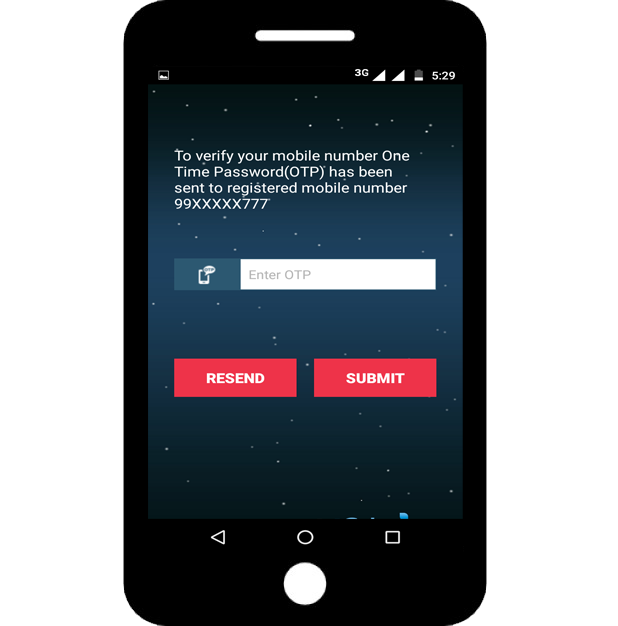 3G 5:29
To verify your mobile number One
Time Password(OTP) has been
sent to registered mobile number
99XXXXX777
Enter OTP
RESEND SUBMIT